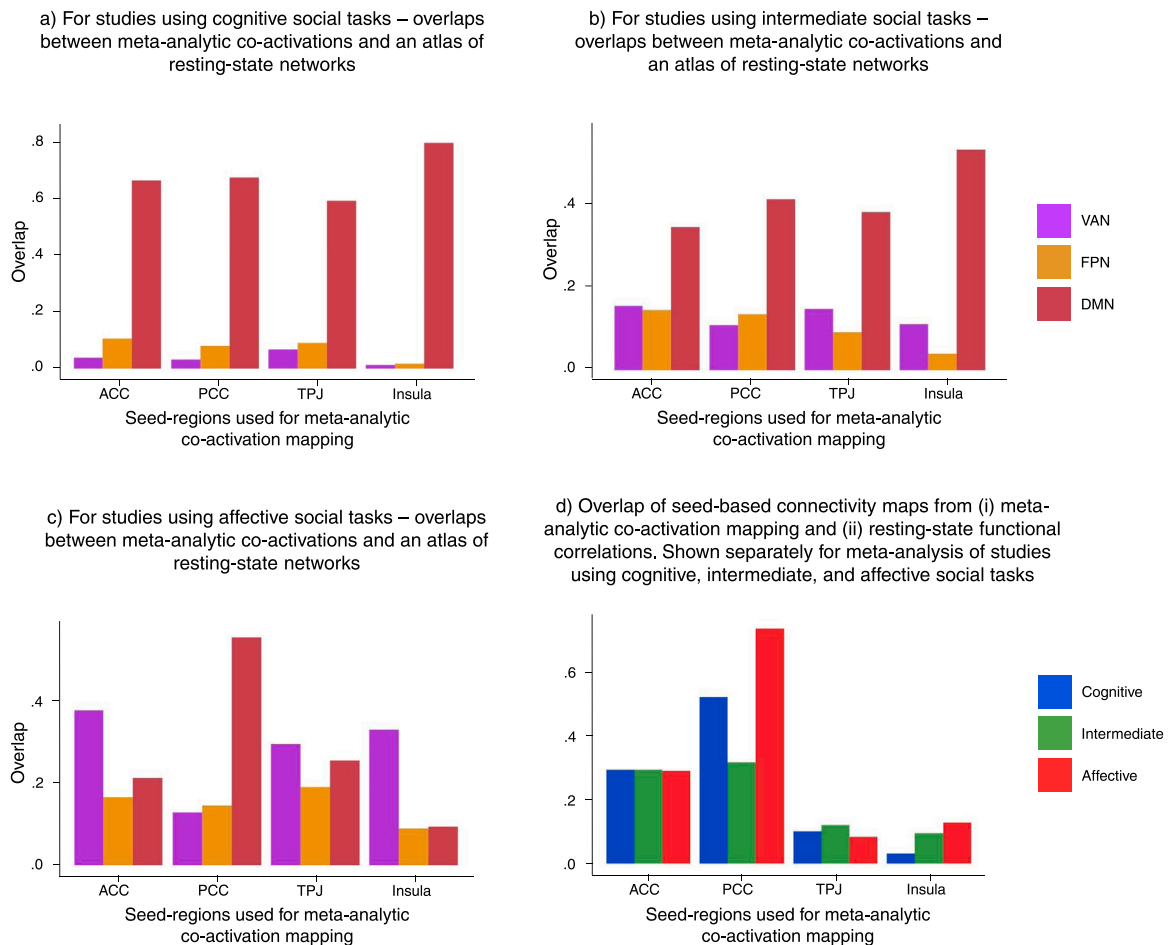 a) For studies using cognitive social tasks – overlaps
between meta-analytic co-activations and an atlas of
resting-state networks
b) For studies using intermediate social tasks –
overlaps between meta-analytic co-activations and
an atlas of resting-state networks
.8
.6
.4
.2
.0
Overlap
ACC
PCC
TPJ
Insula
Seed-regions used for meta-analytic
co-activation mapping
.4
.2
.0
Overlap
ACC
PCC
TPJ
Insula
Seed-regions used for meta-analytic
co-activation mapping
VAN
FPN
DMN
c) For studies using affective social tasks – overlaps
between meta-analytic co-activations and an atlas of
resting-state networks
d) Overlap of seed-based connectivity maps from (i) meta-
analytic co-activation mapping and (ii) resting-state functional
correlations. Shown separately for meta-analysis of studies
using cognitive, intermediate, and affective social tasks
.4
.2
.0
Overlap
ACC
PCC
TPJ
Insula
Seed-regions used for meta-analytic
co-activation mapping
.6
.4
.2
.0
ACC
PCC
TPJ
Insula
Seed-regions used for meta-analytic
co-activation mapping
Cognitive
Intermediate
Affective